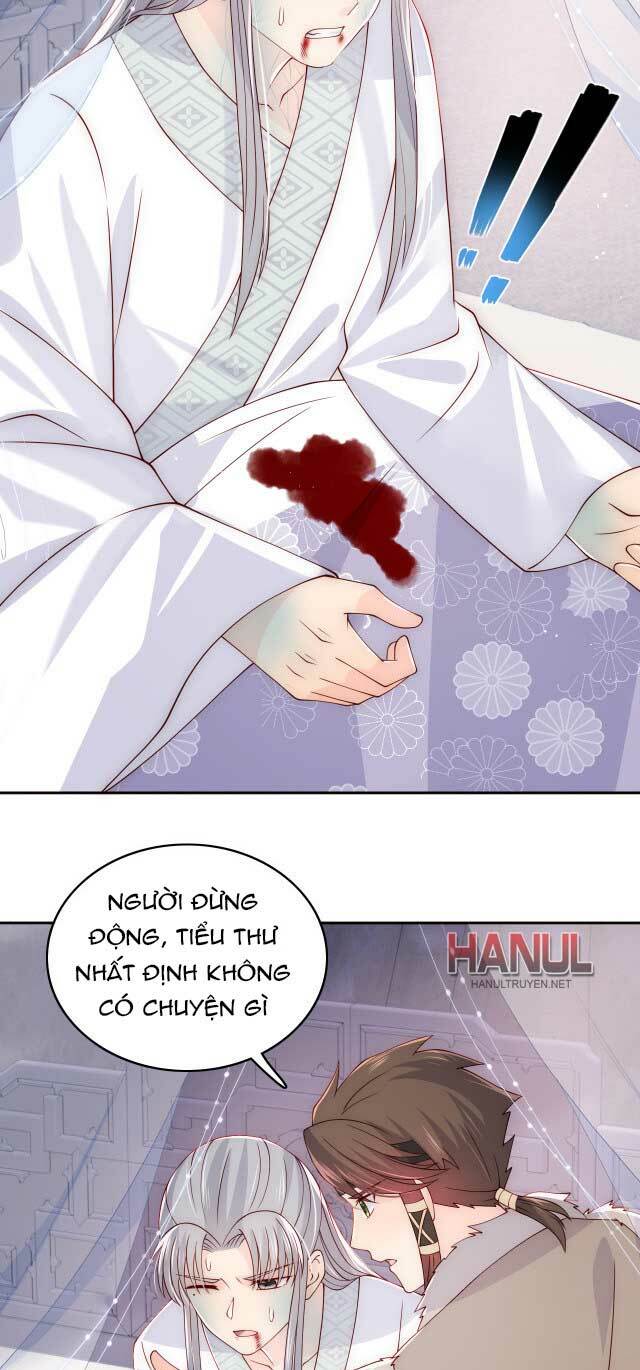 NGƯỜI ĐỪNG
ĐỘNG, TIỂU THƯ
NHẤT ĐỊNH KHÔNG
CÓ CHUYỆN GÌ
HANUL
HANULTRUYEN.NET